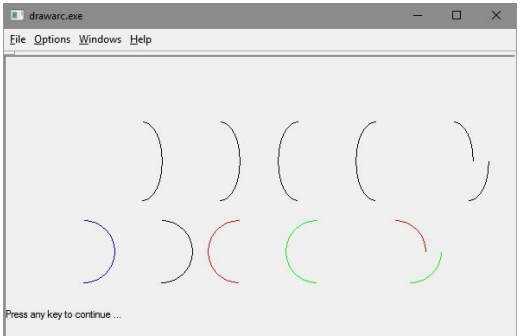 drawarc.exe
File Options Windows Help
Press any key to continue ...